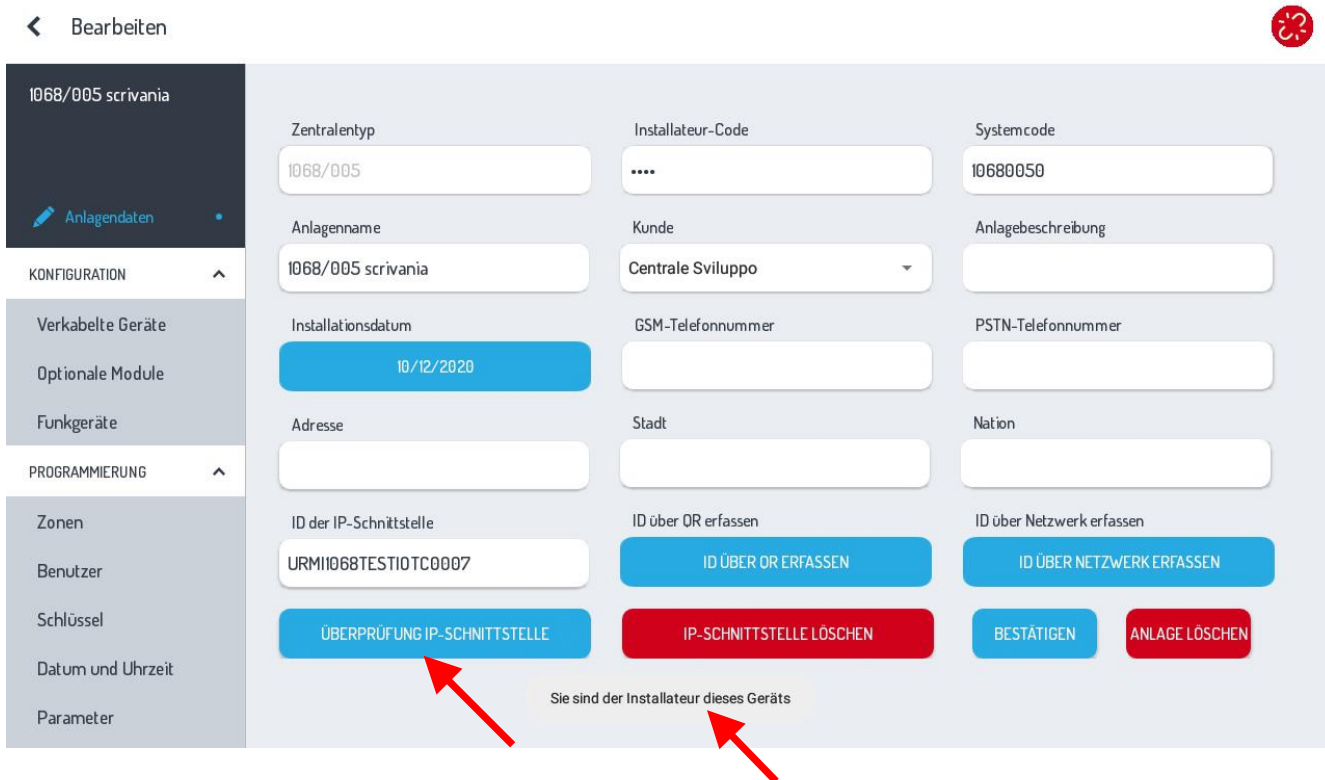 Bearbeiten
1068/005 scrivania
Anlagendaten
KONFIGURATION
Verkabelte Geräte
Optionale Module
Funkgeräte
PROGRAMMIERUNG
Zonen
Benutzer
Schlüssel
Datum und Uhrzeit
Parameter
Zentralentyp
Installateur-Code
Systemcode
1068/005
••••
10680050
Anlagenname
Kunde
Anlagebeschreibung
1068/005 scrivania
Centrale Sviluppo
Installationsdatum
GSM-Telefonnummer
PSTN-Telefonnummer
10/12/2020
Adresse
Stadt
Nation
ID der IP-Schnittstelle
ID über QR erfassen
ID über Netzwerk erfassen
URMI1068TESTIOTC0007
ID ÜBER QR ERFASSEN
ID ÜBER NETZWERK ERFASSEN
ÜBERPRÜFUNG IP-SCHNITTSTELLE
IP-SCHNITTSTELLE LÖSCHEN
BESTÄTIGEN
ANLAGE LÖSCHEN
Sie sind der Installateur dieses Geräts